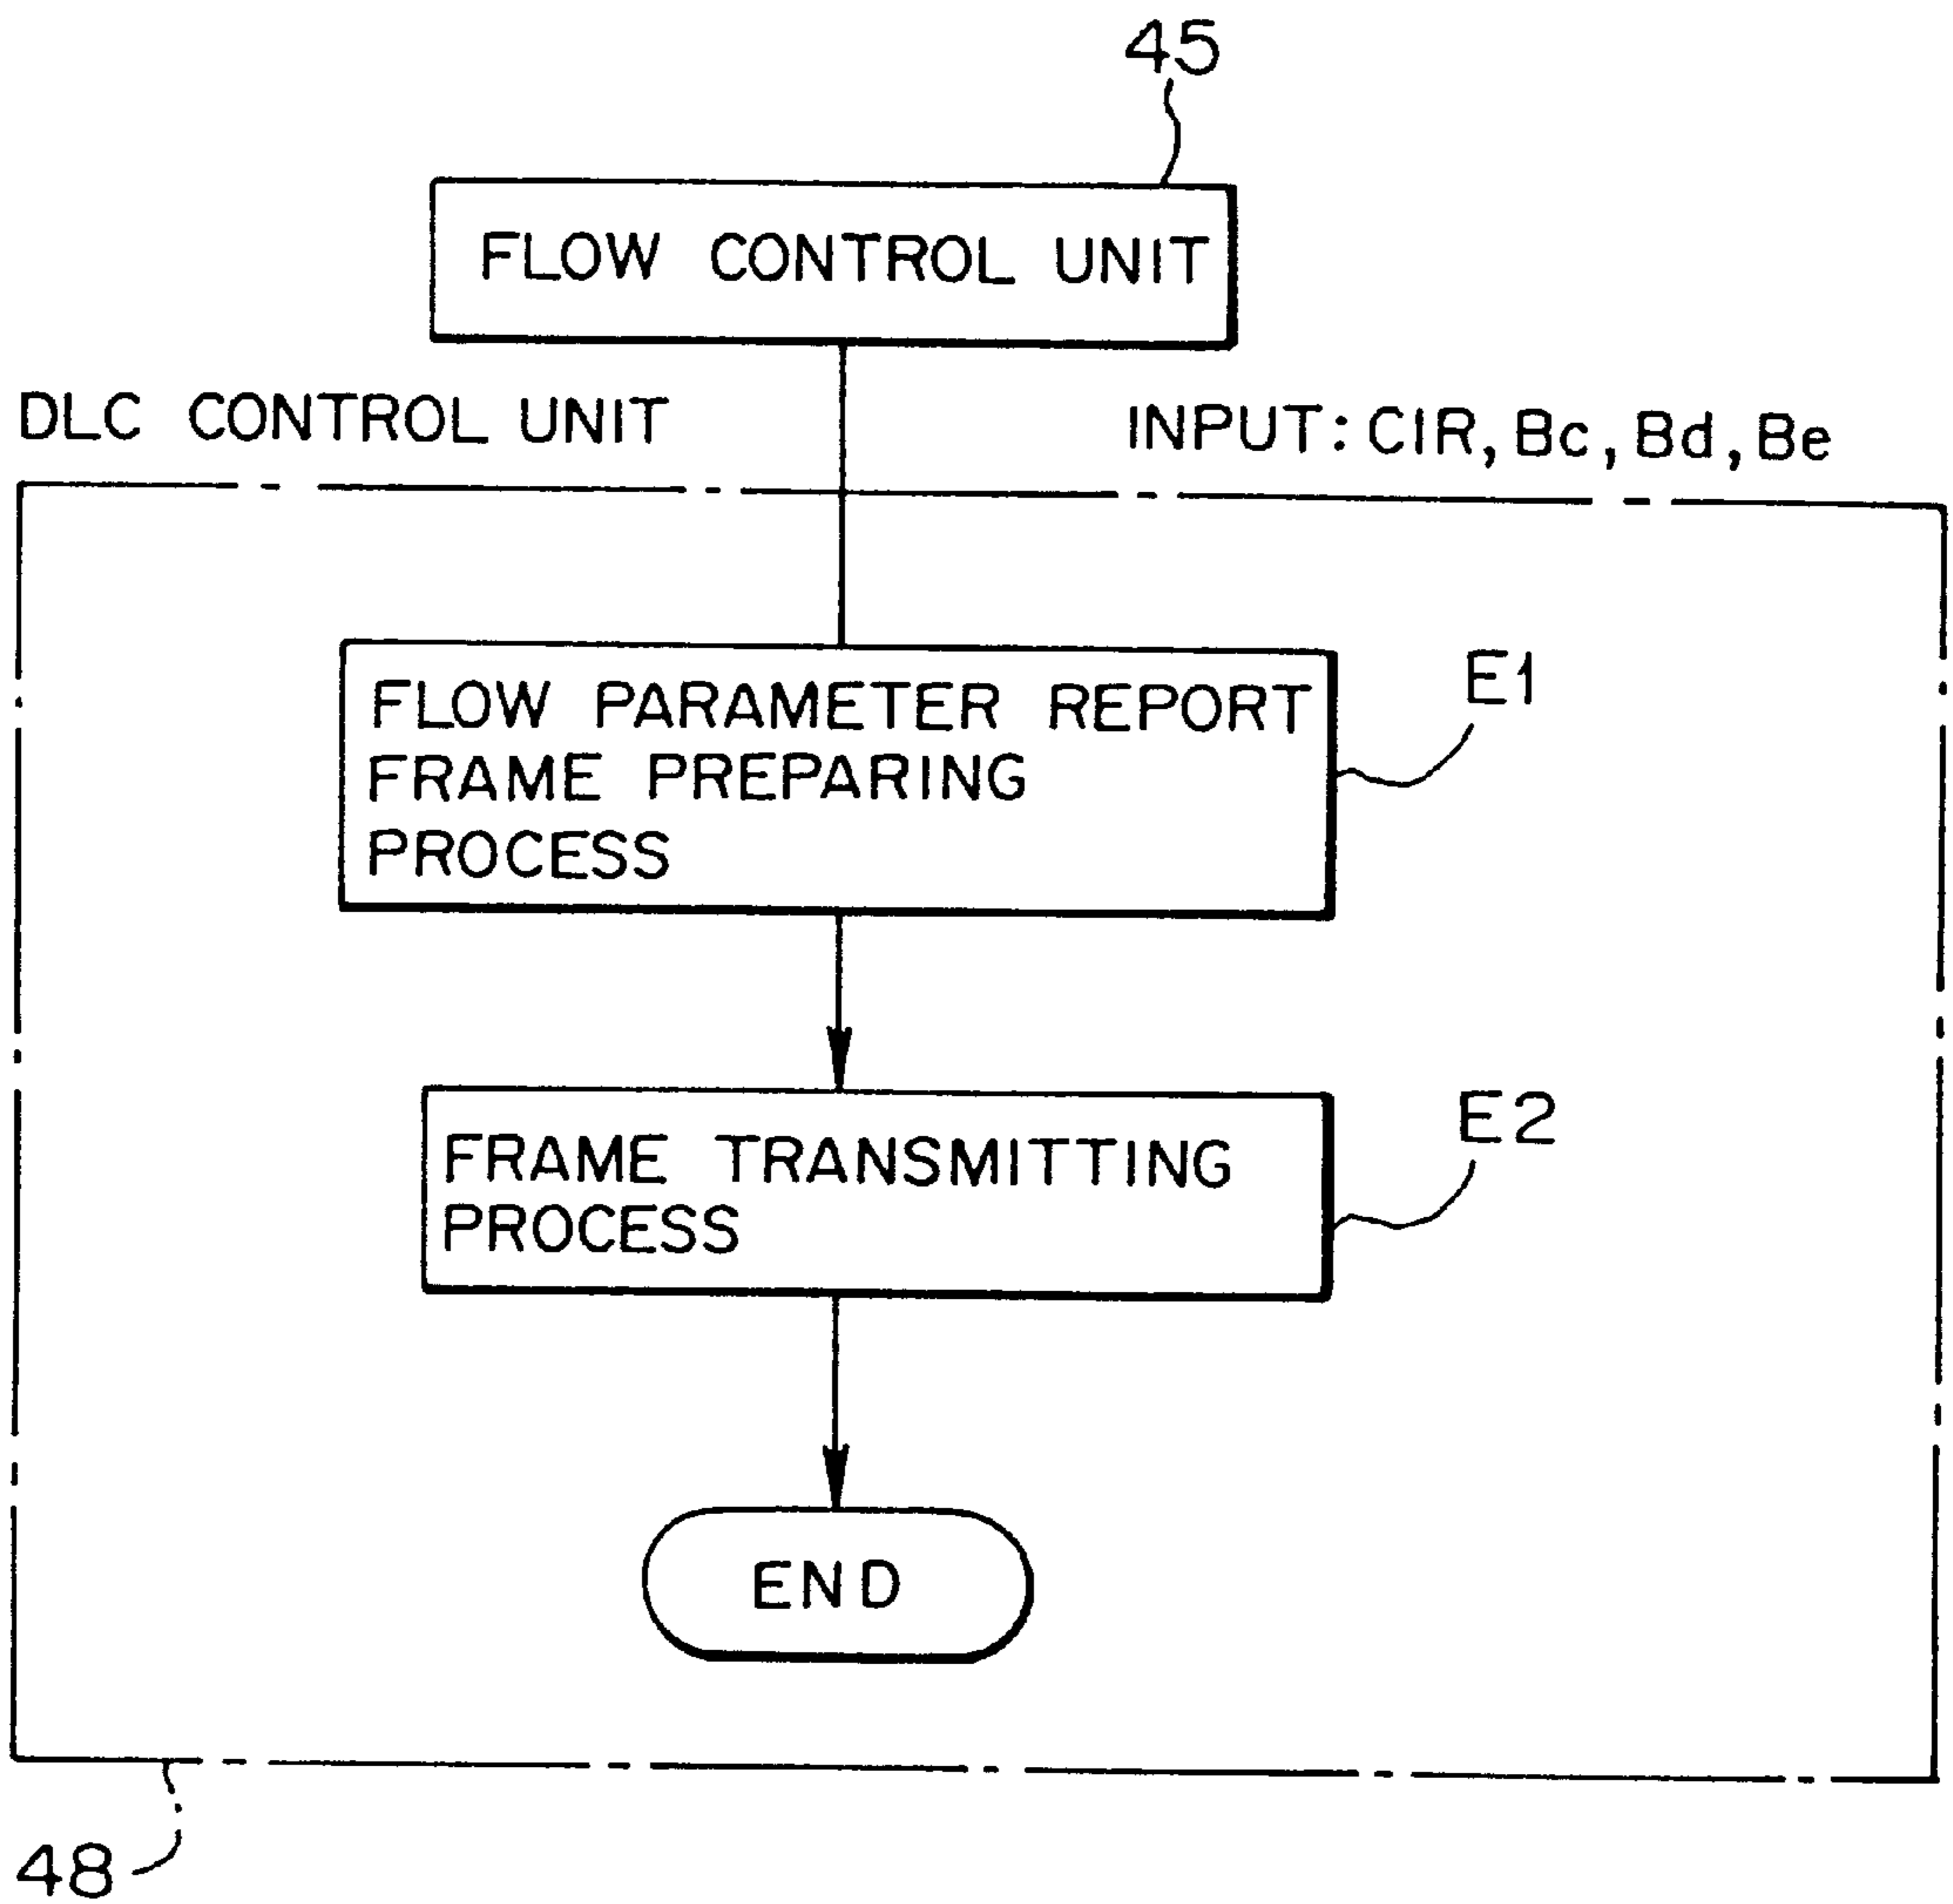 45
FLOW CONTROL UNIT
DLC CONTROL UNIT
INPUT: CIR, Bc, Bd, Be
FLOW PARAMETER REPORT
FRAME PREPARING
PROCESS
E1
FRAME TRANSMITTING
PROCESS
E2
END
48